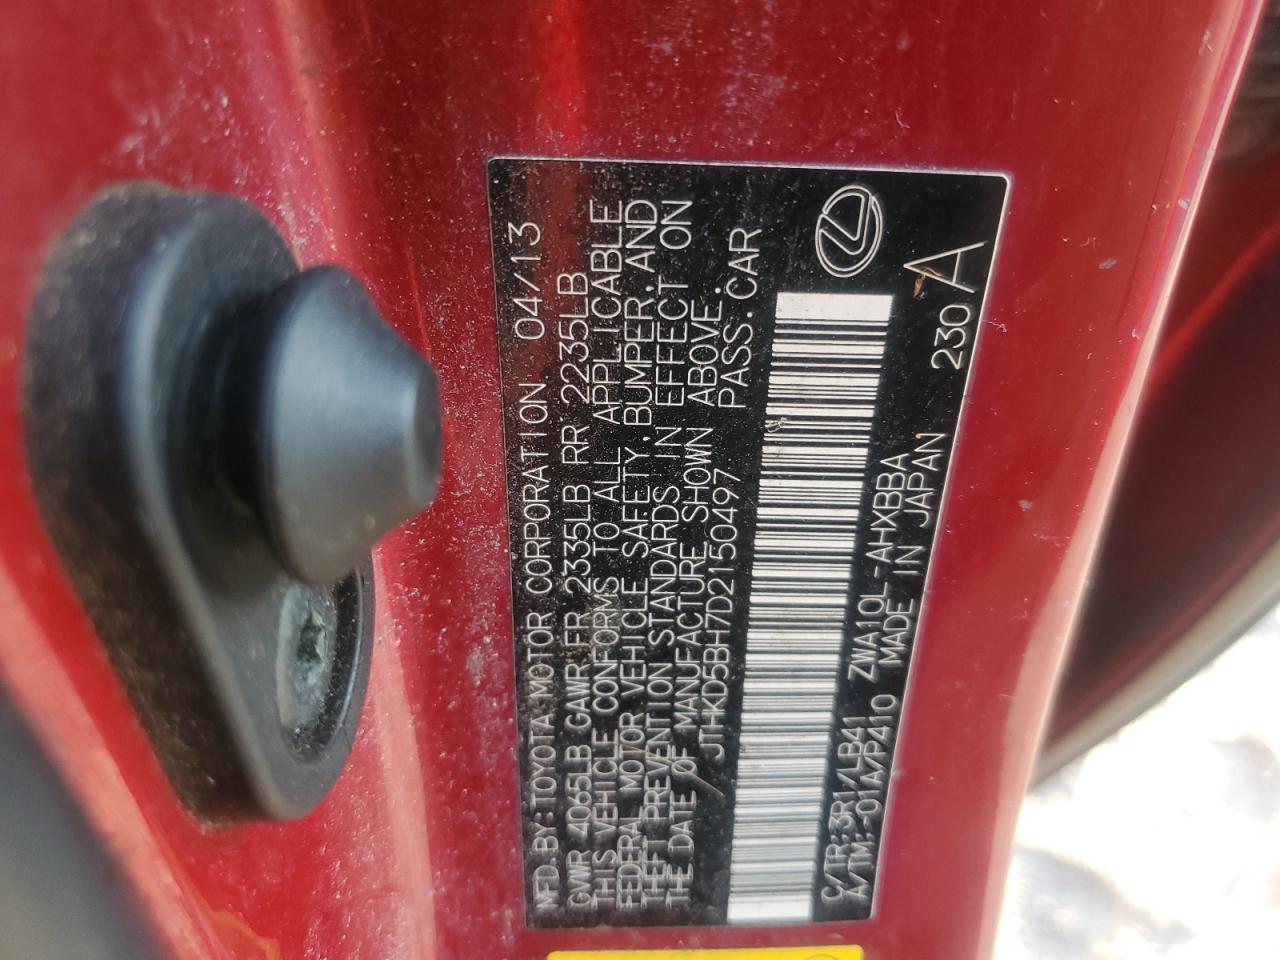 MFD.BY:TOYOTA MOTOR CORPORATION 04/13
GVWR 4065LB GAWR FR 2335LB RR 2235LB
THIS VEHICLE CONFORMS TO ALL APPLICABLE
FEDERAL MOTOR VEHICLE SAFETY, BUMPER, AND
THEFT PREVENTION STANDARDS IN EFFECT ON
THE DATE OF MANUFACTURE SHOWN ABOVE.
JTHKD5BH7D2150497 PASS.CAR
C/TR:3R1/LB41 ZWA10L-AHXBBA 230A
A/TM:-01A/P410 MADE IN JAPAN